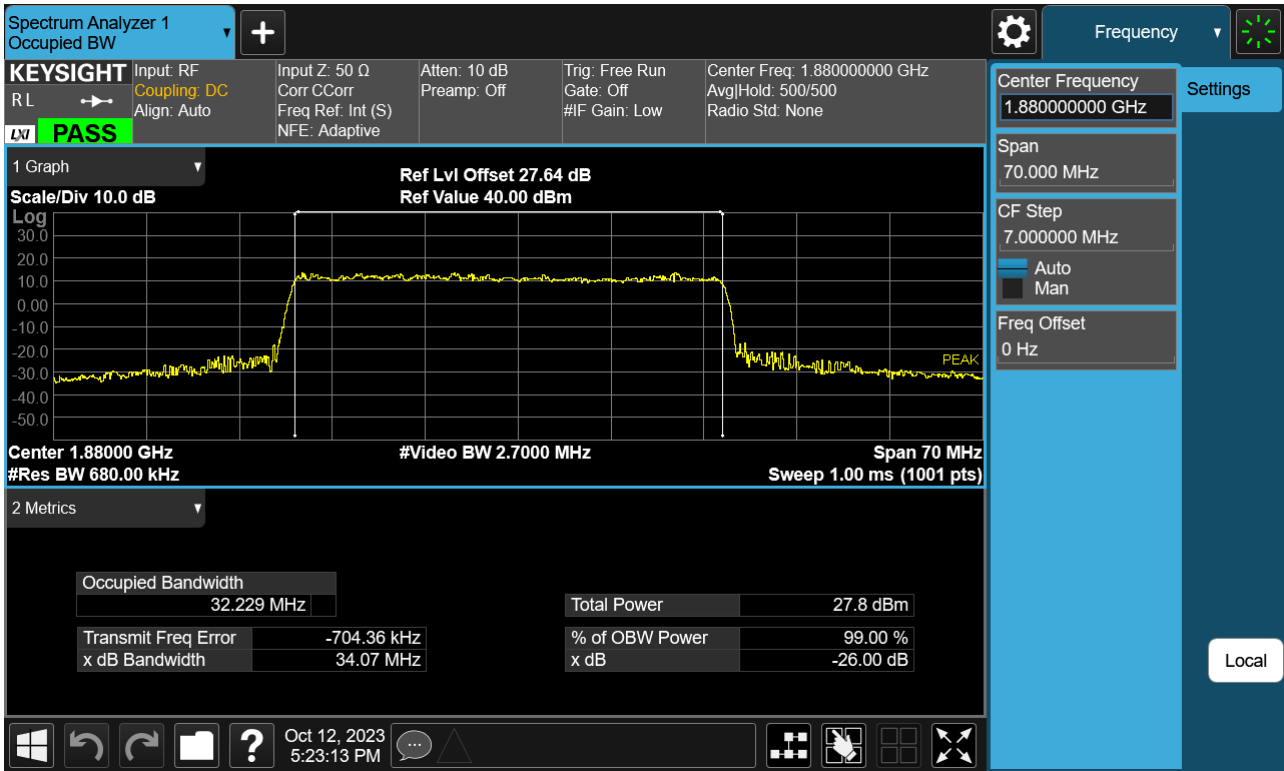 Spectrum Analyzer 1
Occupied BW
+
Frequency
KEYSIGHT
R L
LXI
PASS
Input: RF
Coupling: DC
Align: Auto
Input Z: 50 Ω
Corr CCorr
Freq Ref: Int (S)
NFE: Adaptive
Atten: 10 dB
Preamp: Off
Trig: Free Run
Gate: Off
#IF Gain: Low
Center Freq: 1.880000000 GHz
Avg|Hold: 500/500
Radio Std: None
Center Frequency
1.880000000 GHz
Settings
Span
70.000 MHz
CF Step
7.000000 MHz
Auto
Man
Freq Offset
0 Hz
Local
1 Graph
Scale/Div 10.0 dB
Ref Lvl Offset 27.64 dB
Ref Value 40.00 dBm
Log
30.0
20.0
10.0
0.00
-10.0
-20.0
-30.0
-40.0
-50.0
PEAK
Center 1.88000 GHz
#Video BW 2.7000 MHz
Span 70 MHz
#Res BW 680.00 kHz
Sweep 1.00 ms (1001 pts)
2 Metrics
Occupied Bandwidth
32.229 MHz
Total Power 27.8 dBm
Transmit Freq Error -704.36 kHz
% of OBW Power 99.00 %
x dB Bandwidth 34.07 MHz
x dB -26.00 dB
?
Oct 12, 2023
5:23:13 PM